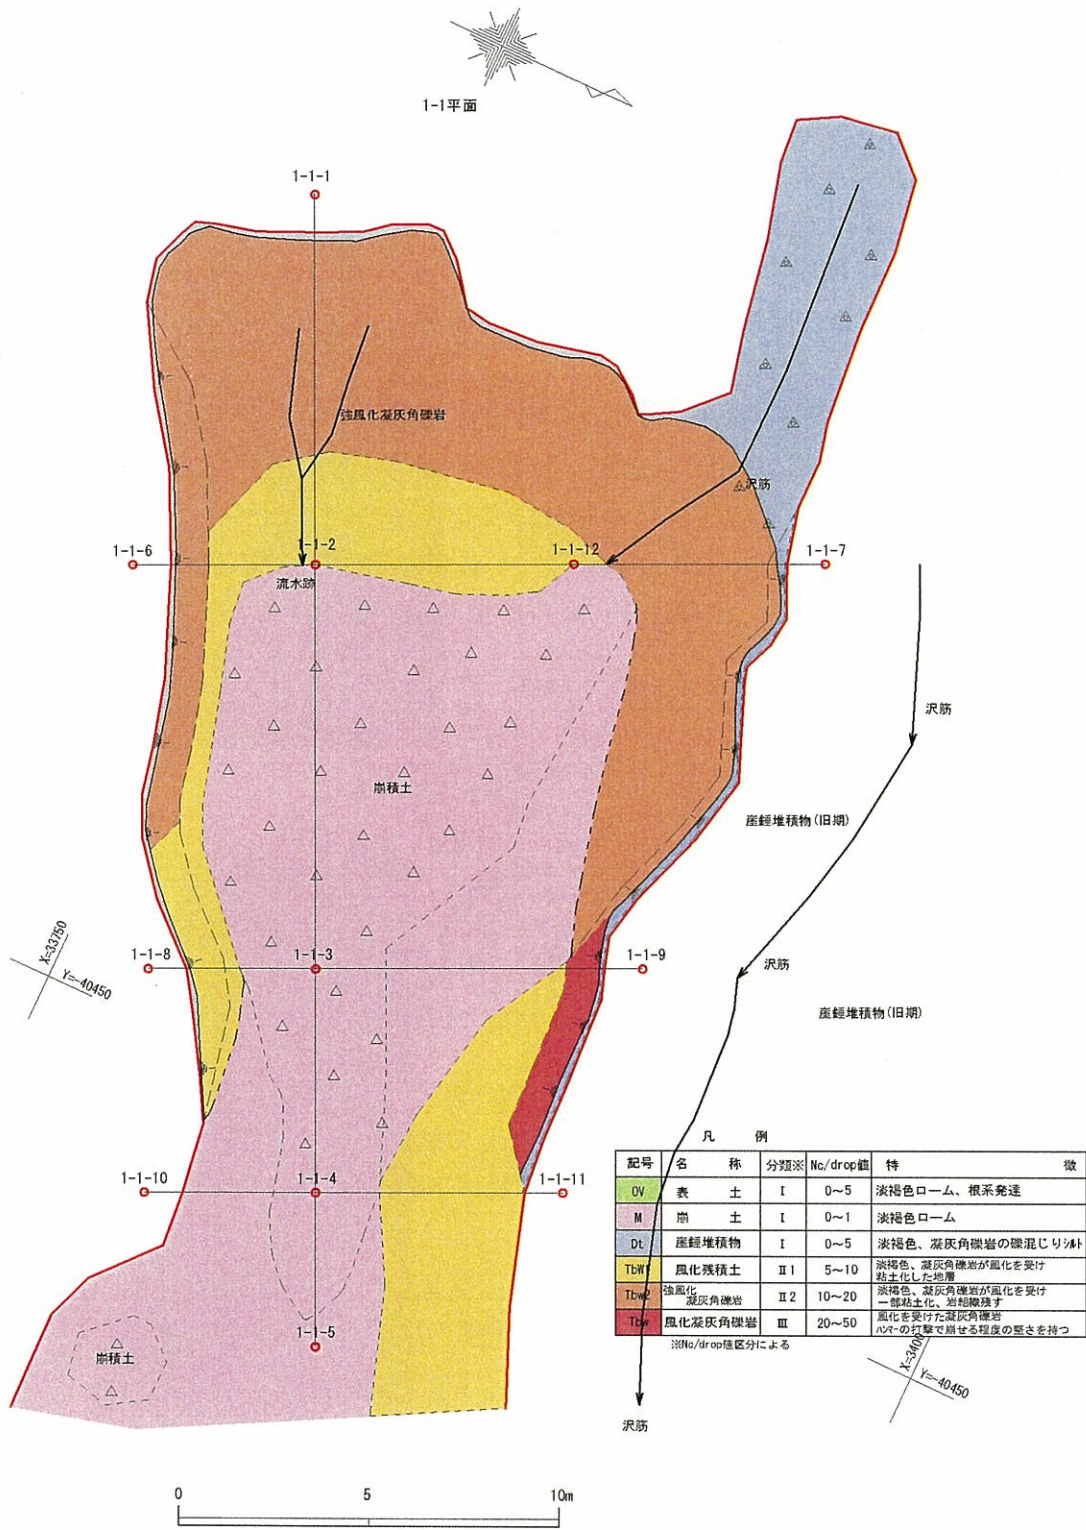 1-1平面
1-1-1
強風化凝灰角礫岩
沢筋
1-1-6
1-1-2
1-1-12
1-1-7
流水跡
沢筋
崩積土
崖錐堆積物(旧期)
X=33750
Y=-40450
1-1-8
1-1-3
1-1-9
沢筋
崖錐堆積物(旧期)
凡 例
記号 名 称 分類※ Nc/drop値 特 徴
OV 表 土 Ⅰ 0~5 淡褐色ローム、根系発達
M 崩 土 Ⅰ 0~1 淡褐色ローム
Dt 崖錐堆積物 Ⅰ 0~5 淡褐色、凝灰角礫岩の礫混じりシルト
TbW1 風化残積土 Ⅱ1 5~10 淡褐色、凝灰角礫岩が風化を受け
粘土化した地層
Tbw2 強風化
凝灰角礫岩 Ⅱ2 10~20 淡褐色、凝灰角礫岩が風化を受け
一部粘土化、岩組織残す
Tbw 風化凝灰角礫岩 Ⅲ 20~50 風化を受けた凝灰角礫岩
ハンマーの打撃で崩せる程度の堅さを持つ
※Nc/drop値区分による
1-1-10
1-1-4
1-1-11
1-1-5
崩積土
X=3400
Y=-40450
沢筋
0 5 10m